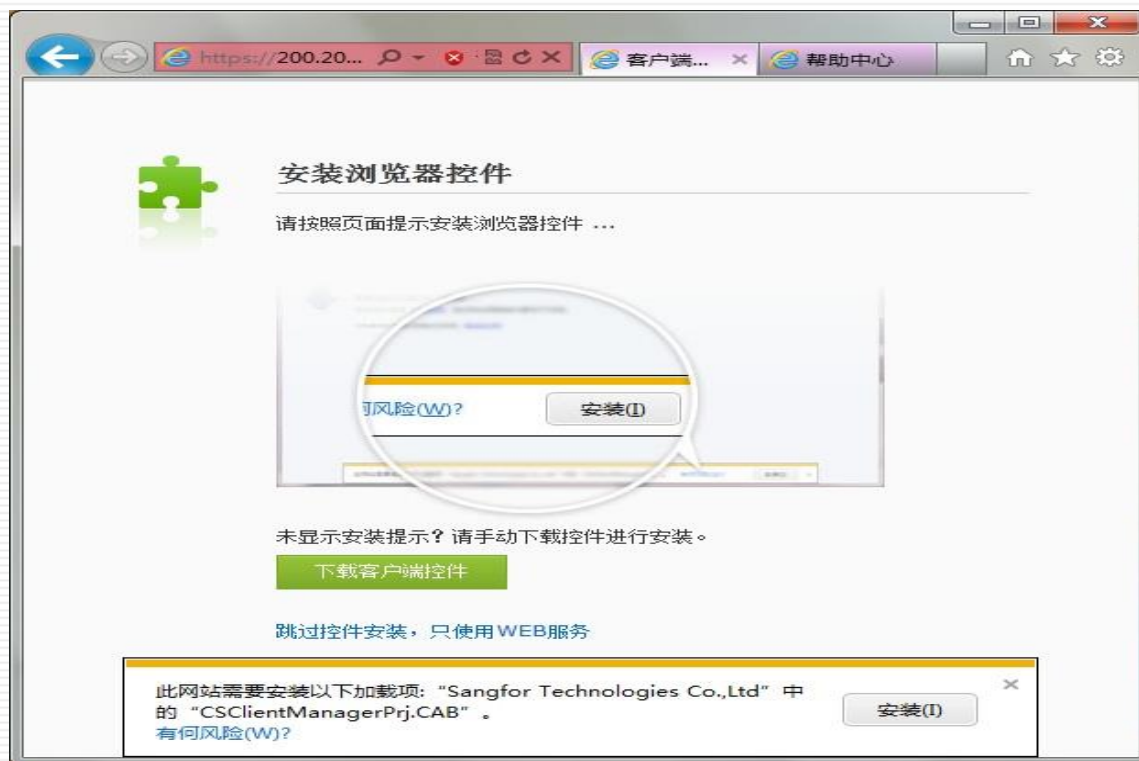 https://200.20...
客户端...
帮助中心
安装浏览器控件
请按照页面提示安装浏览器控件 ...
何风险(W)?
安装(I)
未显示安装提示？请手动下载控件进行安装。
下载客户端控件
跳过控件安装，只使用WEB服务
此网站需要安装以下加载项: “Sangfor Technologies Co.,Ltd” 中
的 “CSClientManagerPrj.CAB” 。
有何风险(W)?
安装(I)